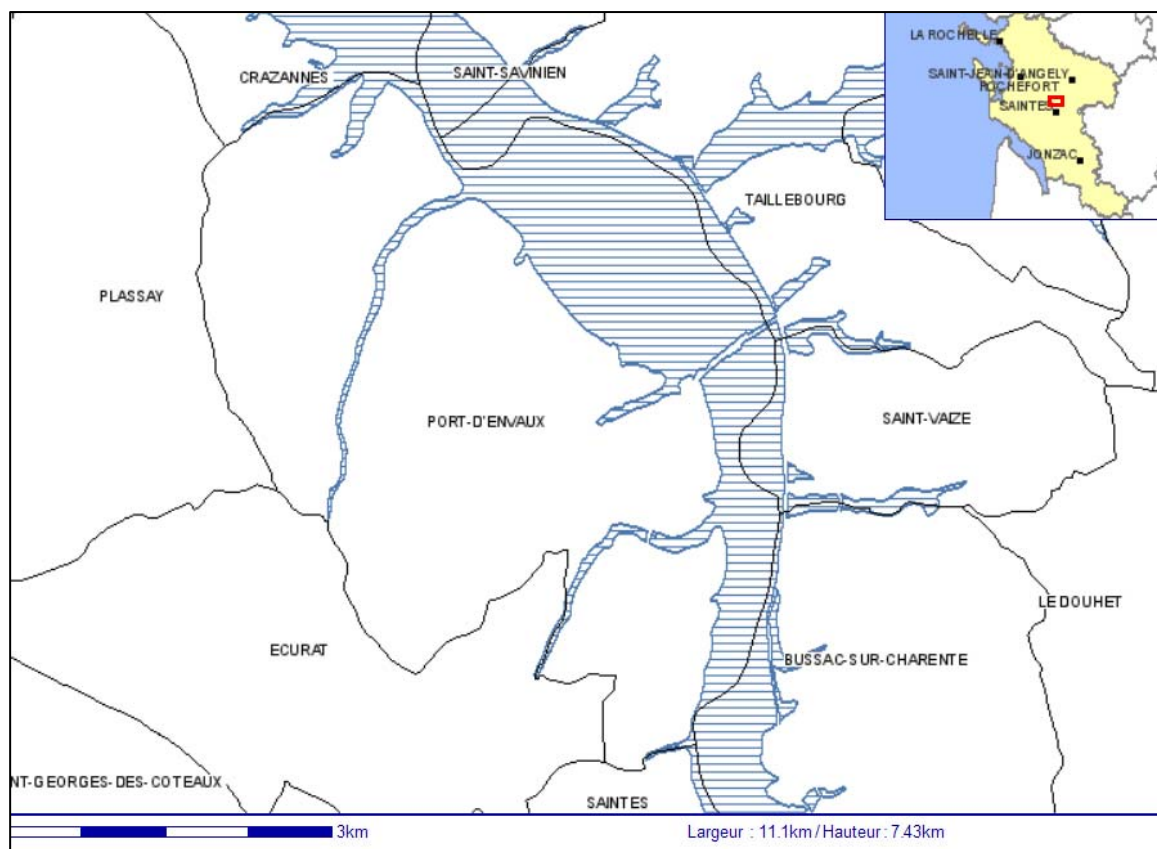 LA ROCHELLE
SAINT-JEAN-D'ANGELY
ROCHEFORT
SAINTES
JONZAC
CRAZANNES
SAINT-SAVINIEN
TAILLEBOURG
PLASSAY
PORT-D'ENVAUX
SAINT-VAIZE
LE DOUHET
ECURAT
BUSSAC-SUR-CHARENTE
NT-GEORGES-DES-COTEAUX
SAINTES
3km
Largeur : 11.1km / Hauteur : 7.43km